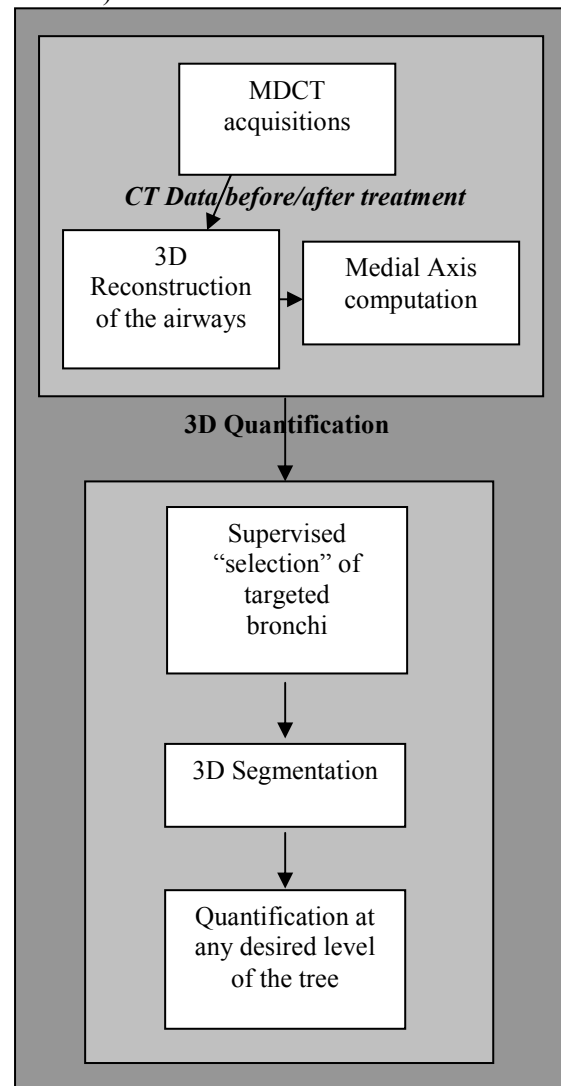 MDCT
acquisitions
CT Data before/after treatment
3D
Reconstruction
of the airways
Medial Axis
computation
3D Quantification
Supervised
“selection” of
targeted
bronchi
3D Segmentation
Quantification at
any desired level
of the tree